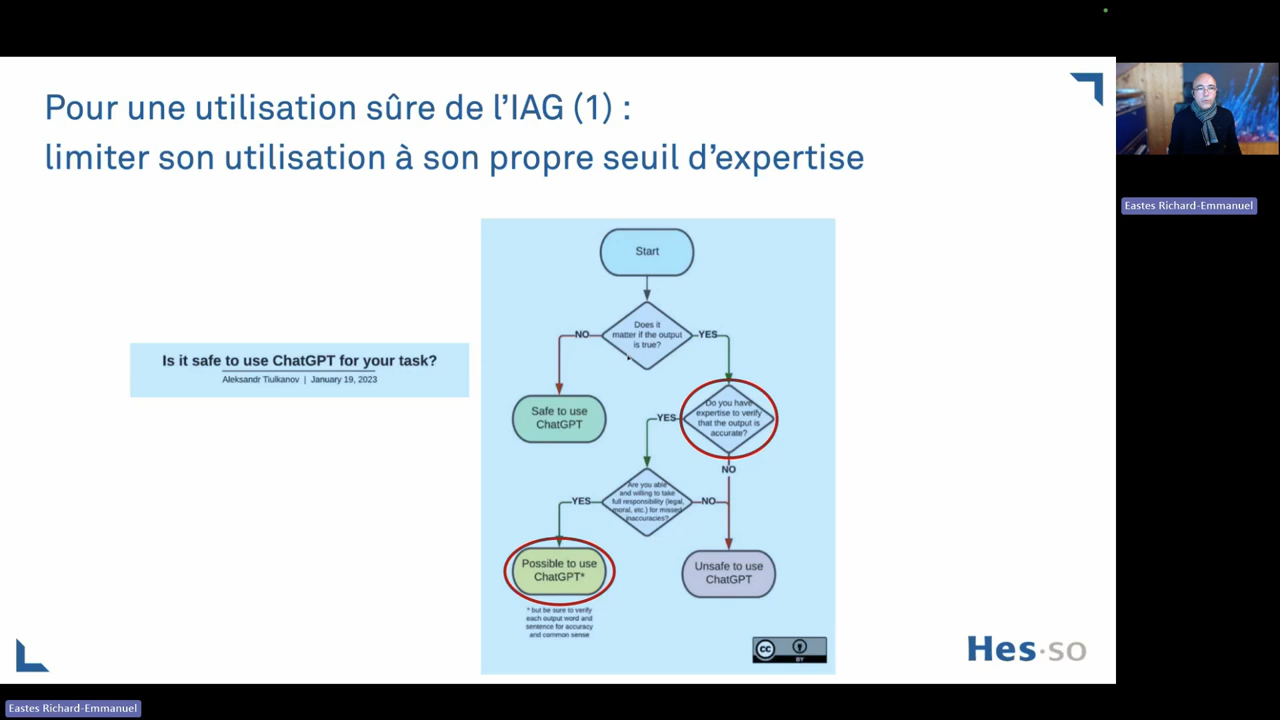 Pour une utilisation sûre de l'IAG (1) :
limiter son utilisation à son propre seuil d'expertise
Eastes Richard-Emmanuel
Is it safe to use ChatGPT for your task?
Aleksandr Tiulkanov | January 19, 2023
Start
Does it
matter if the output
is true?
NO
YES
Safe to use
ChatGPT
Do you have
expertise to verify
that the output is
accurate?
YES
NO
Are you able
and willing to take
full responsibility (legal,
moral, etc.) for missed
inaccuracies?
YES
NO
Possible to use
ChatGPT*
Unsafe to use
ChatGPT
* but be sure to verify
each output word and
sentence for accuracy
and common sense
cc
BY
Hes·so
Eastes Richard-Emmanuel